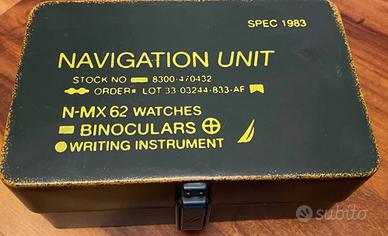 SPEC 1983
NAVIGATION UNIT
STOCK NO 8300-470432
ORDER# LOT 33-03244-833-AF
N-MX 62 WATCHES
BINOCULARS
WRITING INSTRUMENT
subito